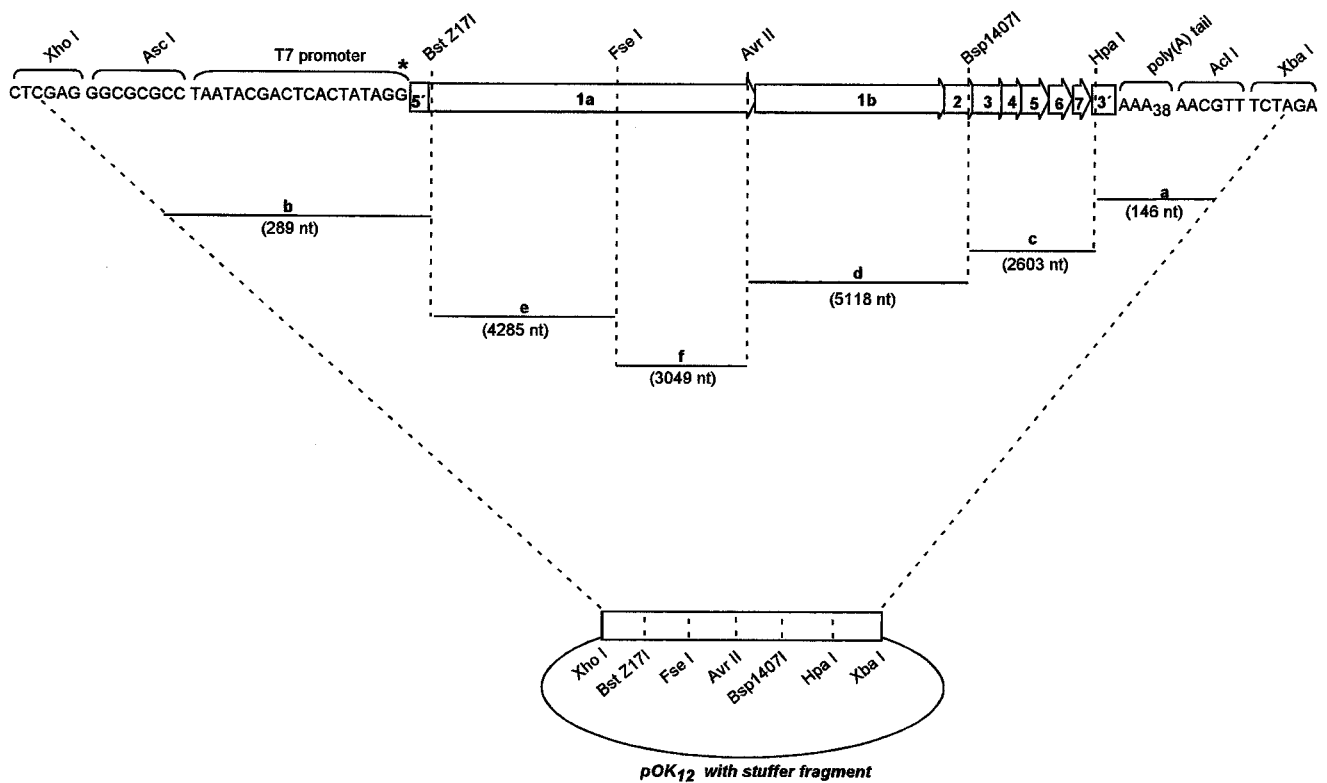 Xho I
Asc I
T7 promoter
*
Bst Z17I
Fse I
Avr II
Bsp1407I
Hpa I
poly(A) tail
Acl I
Xba I
CTCGAG GGCGCGCC TAATACGACTCACTATAGG 5´ 1a 1b 2 3 4 5 6 7 3´ AAA38 AACGTT TCTAGA
a
(146 nt)
b
(289 nt)
c
(2603 nt)
d
(5118 nt)
e
(4285 nt)
f
(3049 nt)
Xho I
Bst Z17I
Fse I
Avr II
Bsp1407I
Hpa I
Xba I
pOK12 with stuffer fragment